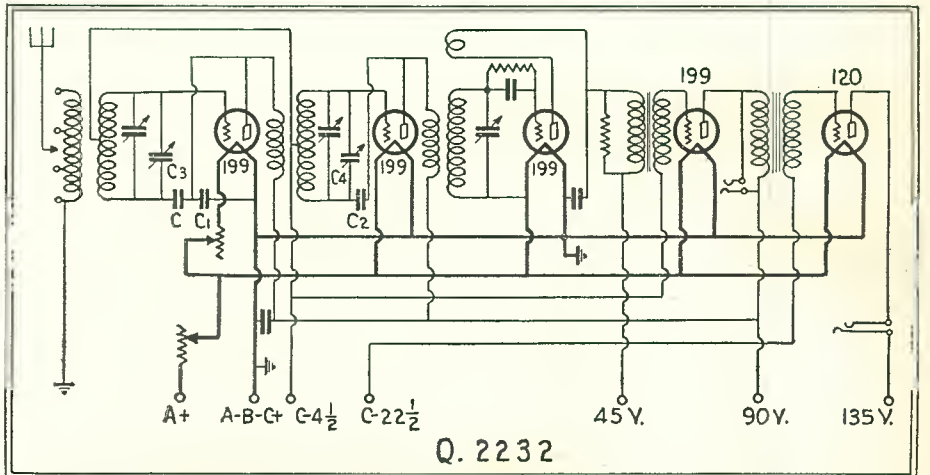 199
120
C3
199
C4
199
199
C
C1
C2
A+
A-B-C+
C-4½
C-22½
45 V.
90 V.
135 V.
Q. 2232